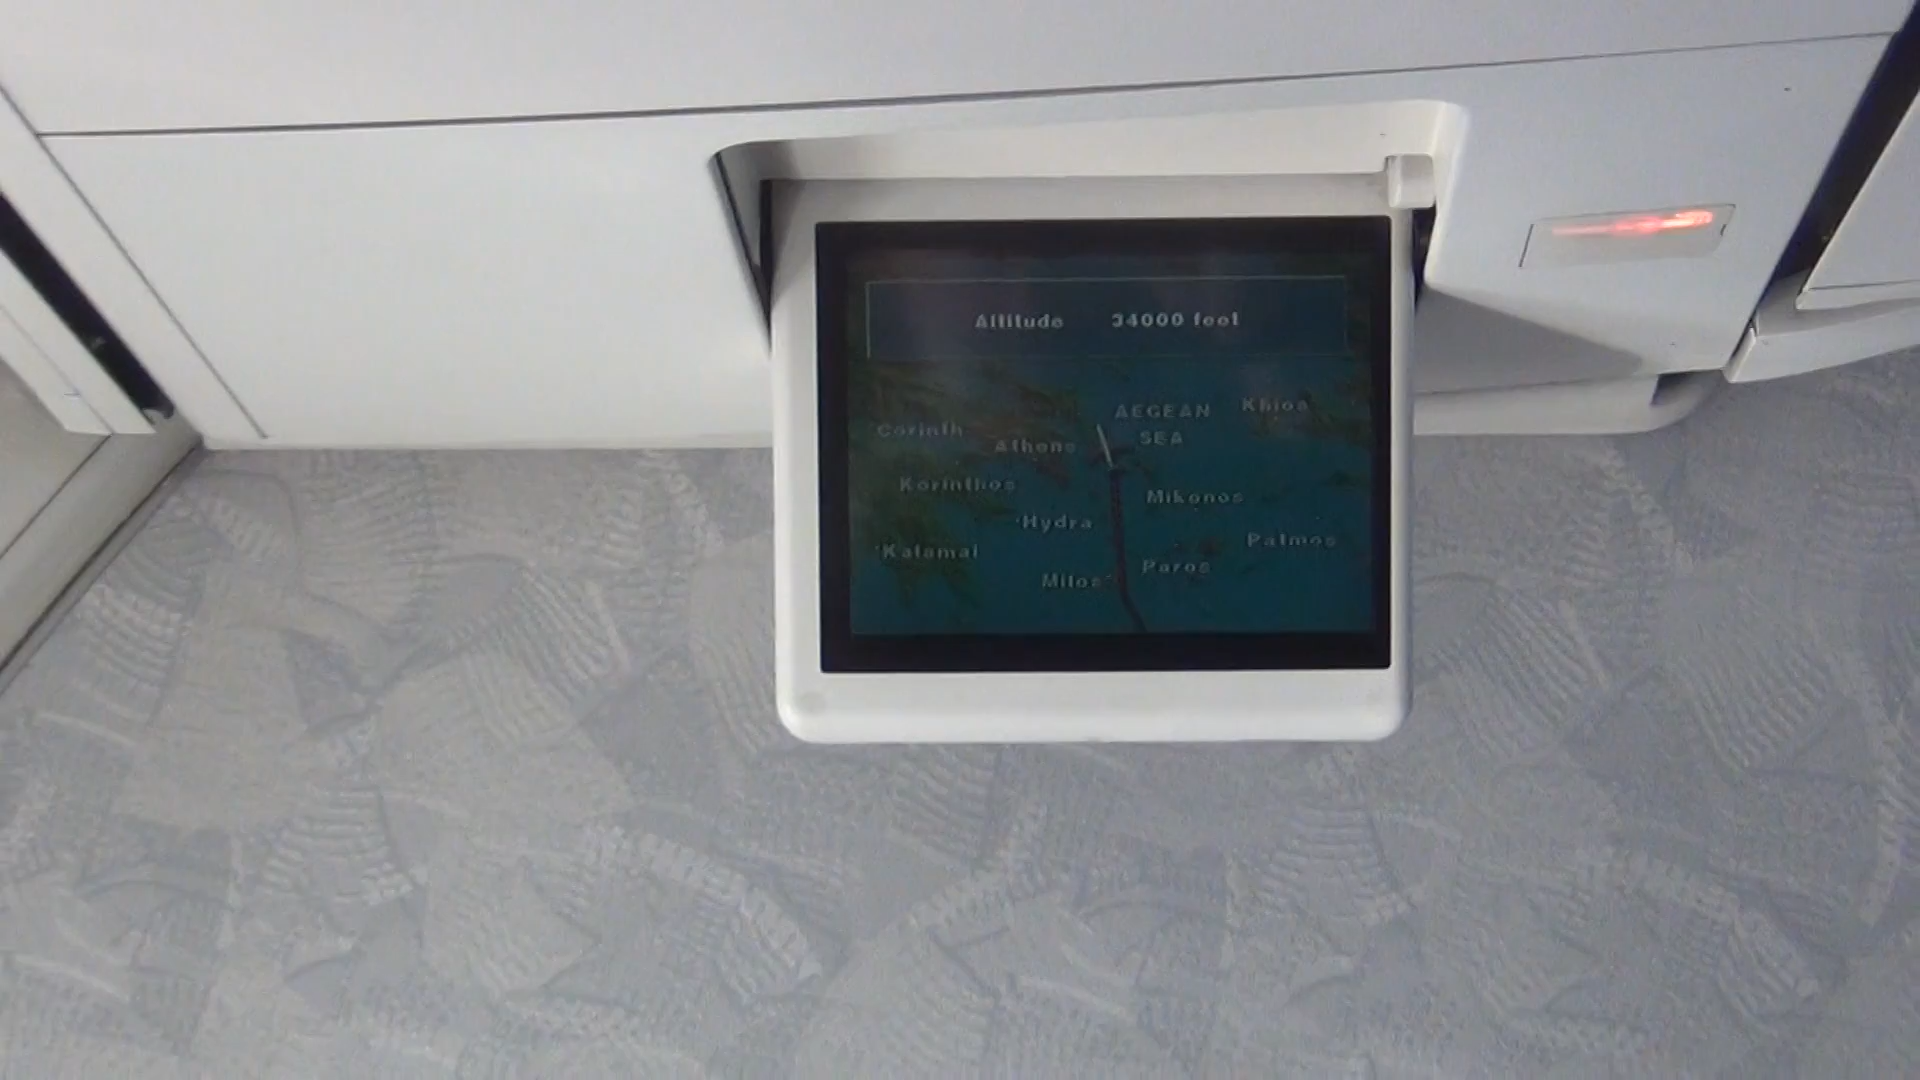 Altitude 34000 feet
AEGEAN
SEA
Khios
Corinth
Athens
Korinthos
Mikonos
Hydra
Patmos
Kalamai
Paros
Milos